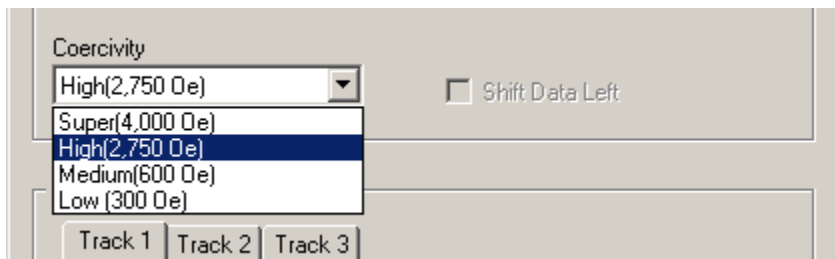 Coercivity
High(2,750 Oe)
Shift Data Left
Super(4,000 Oe)
High(2,750 Oe)
Medium(600 Oe)
Low (300 Oe)
Track 1 Track 2 Track 3